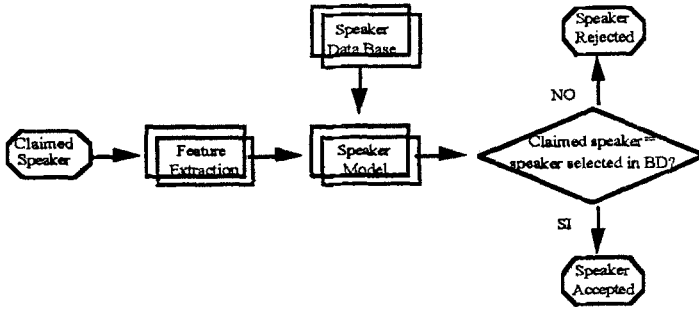 Speaker
Data Base
Speaker
Rejected
NO
Claimed
Speaker
Feature
Extraction
Speaker
Model
Claimed speaker=
speaker selected in BD?
SI
Speaker
Accepted